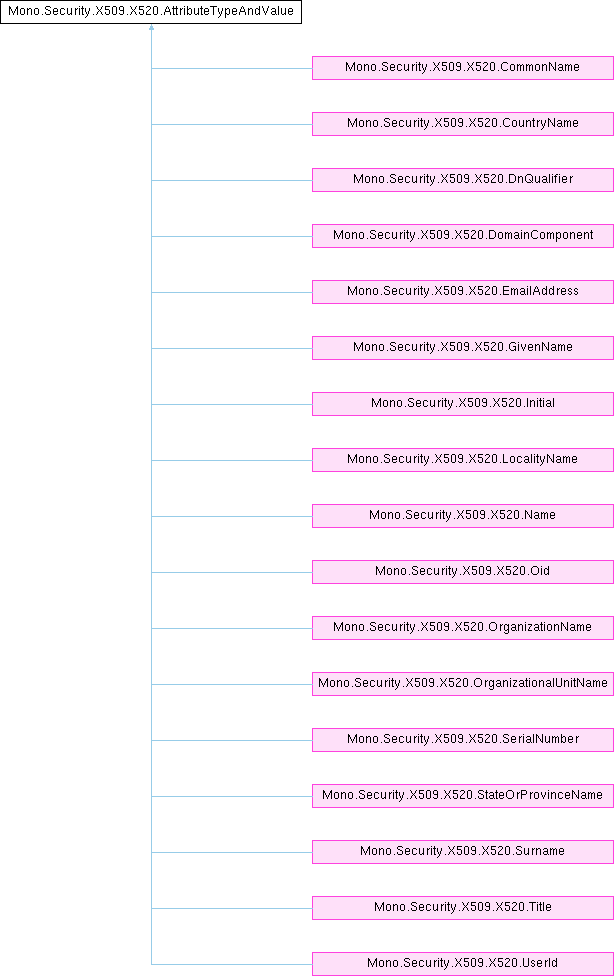 Mono.Security.X509.X520.AttributeTypeAndValue
Mono.Security.X509.X520.CommonName
Mono.Security.X509.X520.CountryName
Mono.Security.X509.X520.DnQualifier
Mono.Security.X509.X520.DomainComponent
Mono.Security.X509.X520.EmailAddress
Mono.Security.X509.X520.GivenName
Mono.Security.X509.X520.Initial
Mono.Security.X509.X520.LocalityName
Mono.Security.X509.X520.Name
Mono.Security.X509.X520.Oid
Mono.Security.X509.X520.OrganizationName
Mono.Security.X509.X520.OrganizationalUnitName
Mono.Security.X509.X520.SerialNumber
Mono.Security.X509.X520.StateOrProvinceName
Mono.Security.X509.X520.Surname
Mono.Security.X509.X520.Title
Mono.Security.X509.X520.UserId